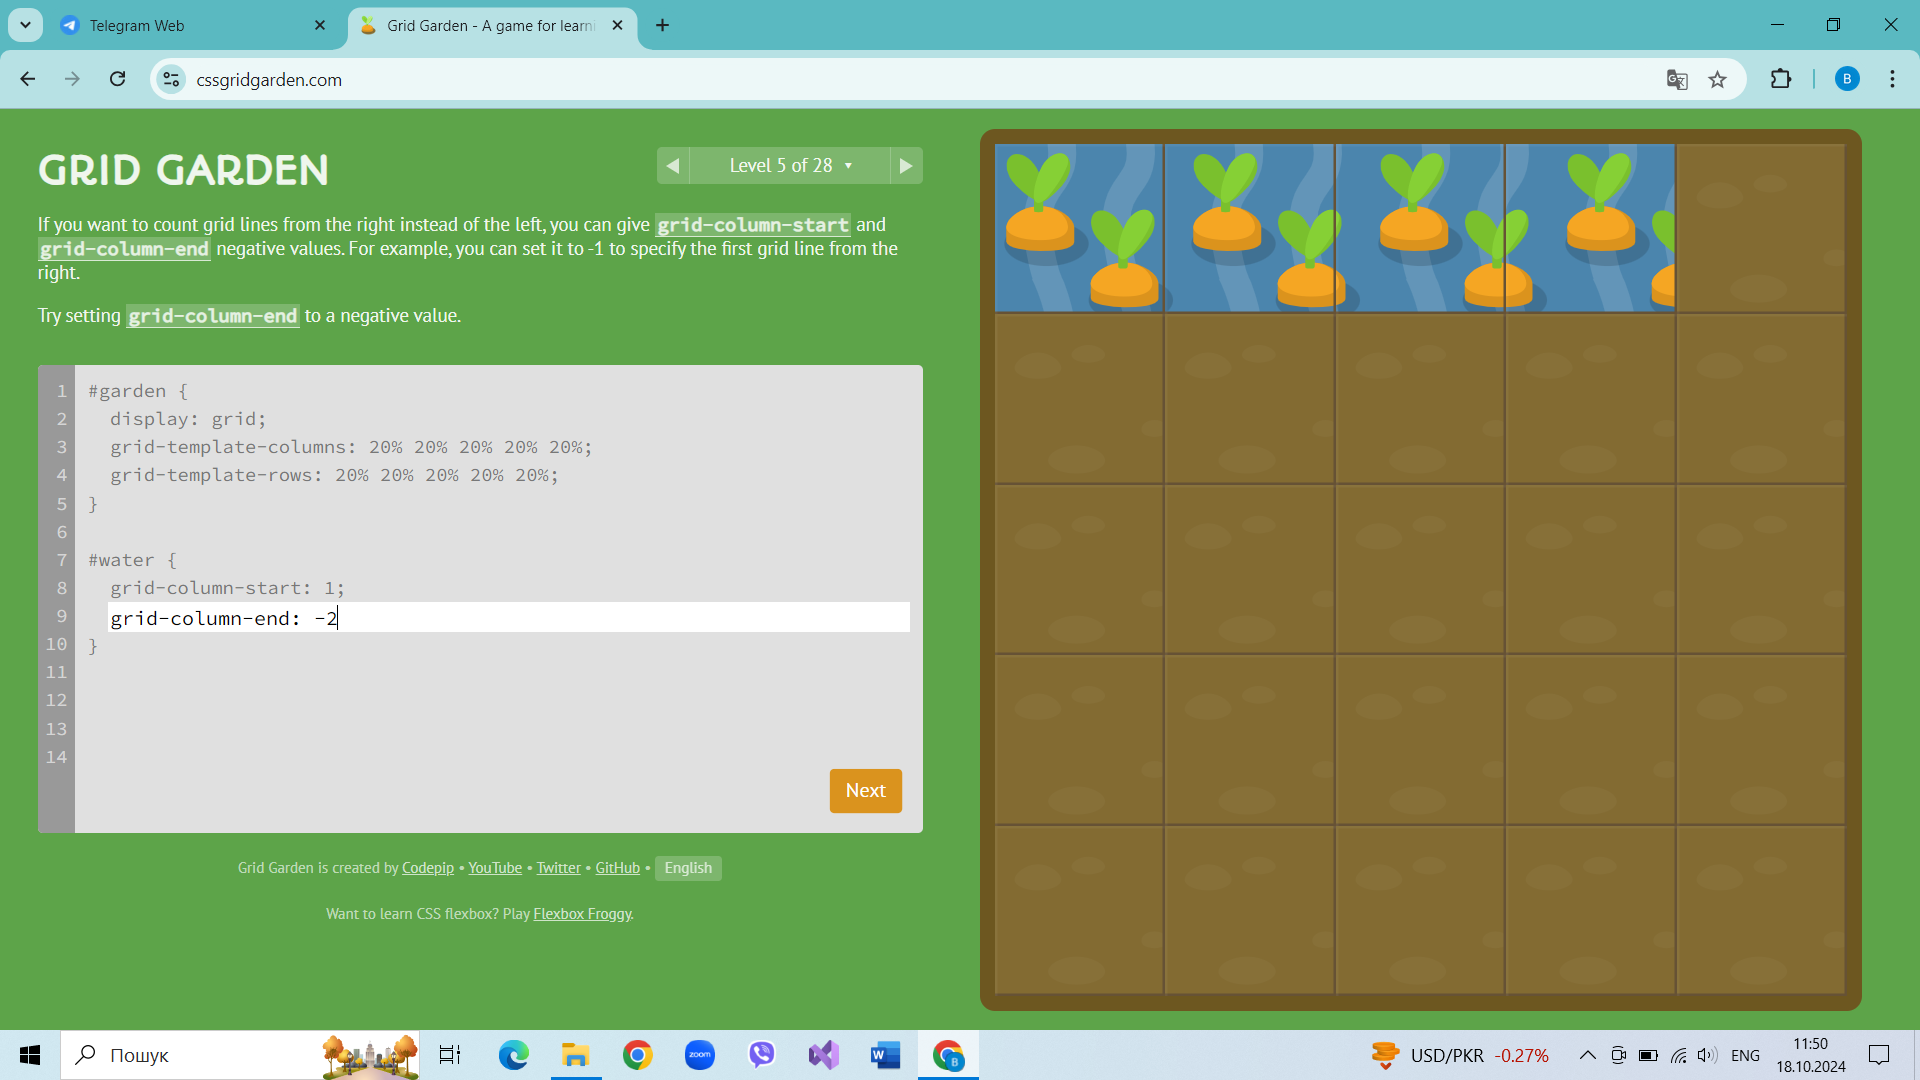 Telegram Web
Grid Garden - A game for learni
cssgridgarden.com
B
GRID GARDEN
Level 5 of 28
If you want to count grid lines from the right instead of the left, you can give grid-column-start and
grid-column-end negative values. For example, you can set it to -1 to specify the first grid line from the
right.
Try setting grid-column-end to a negative value.
1 #garden {
2 display: grid;
3 grid-template-columns: 20% 20% 20% 20% 20%;
4 grid-template-rows: 20% 20% 20% 20% 20%;
5 }
6
7 #water {
8 grid-column-start: 1;
9 grid-column-end: -2
10 }
11
12
13
14
Next
Grid Garden is created by Codepip • YouTube • Twitter • GitHub • English
Want to learn CSS flexbox? Play Flexbox Froggy.
Пошук
zoom
W
B
USD/PKR -0.27%
ENG
11:50
18.10.2024